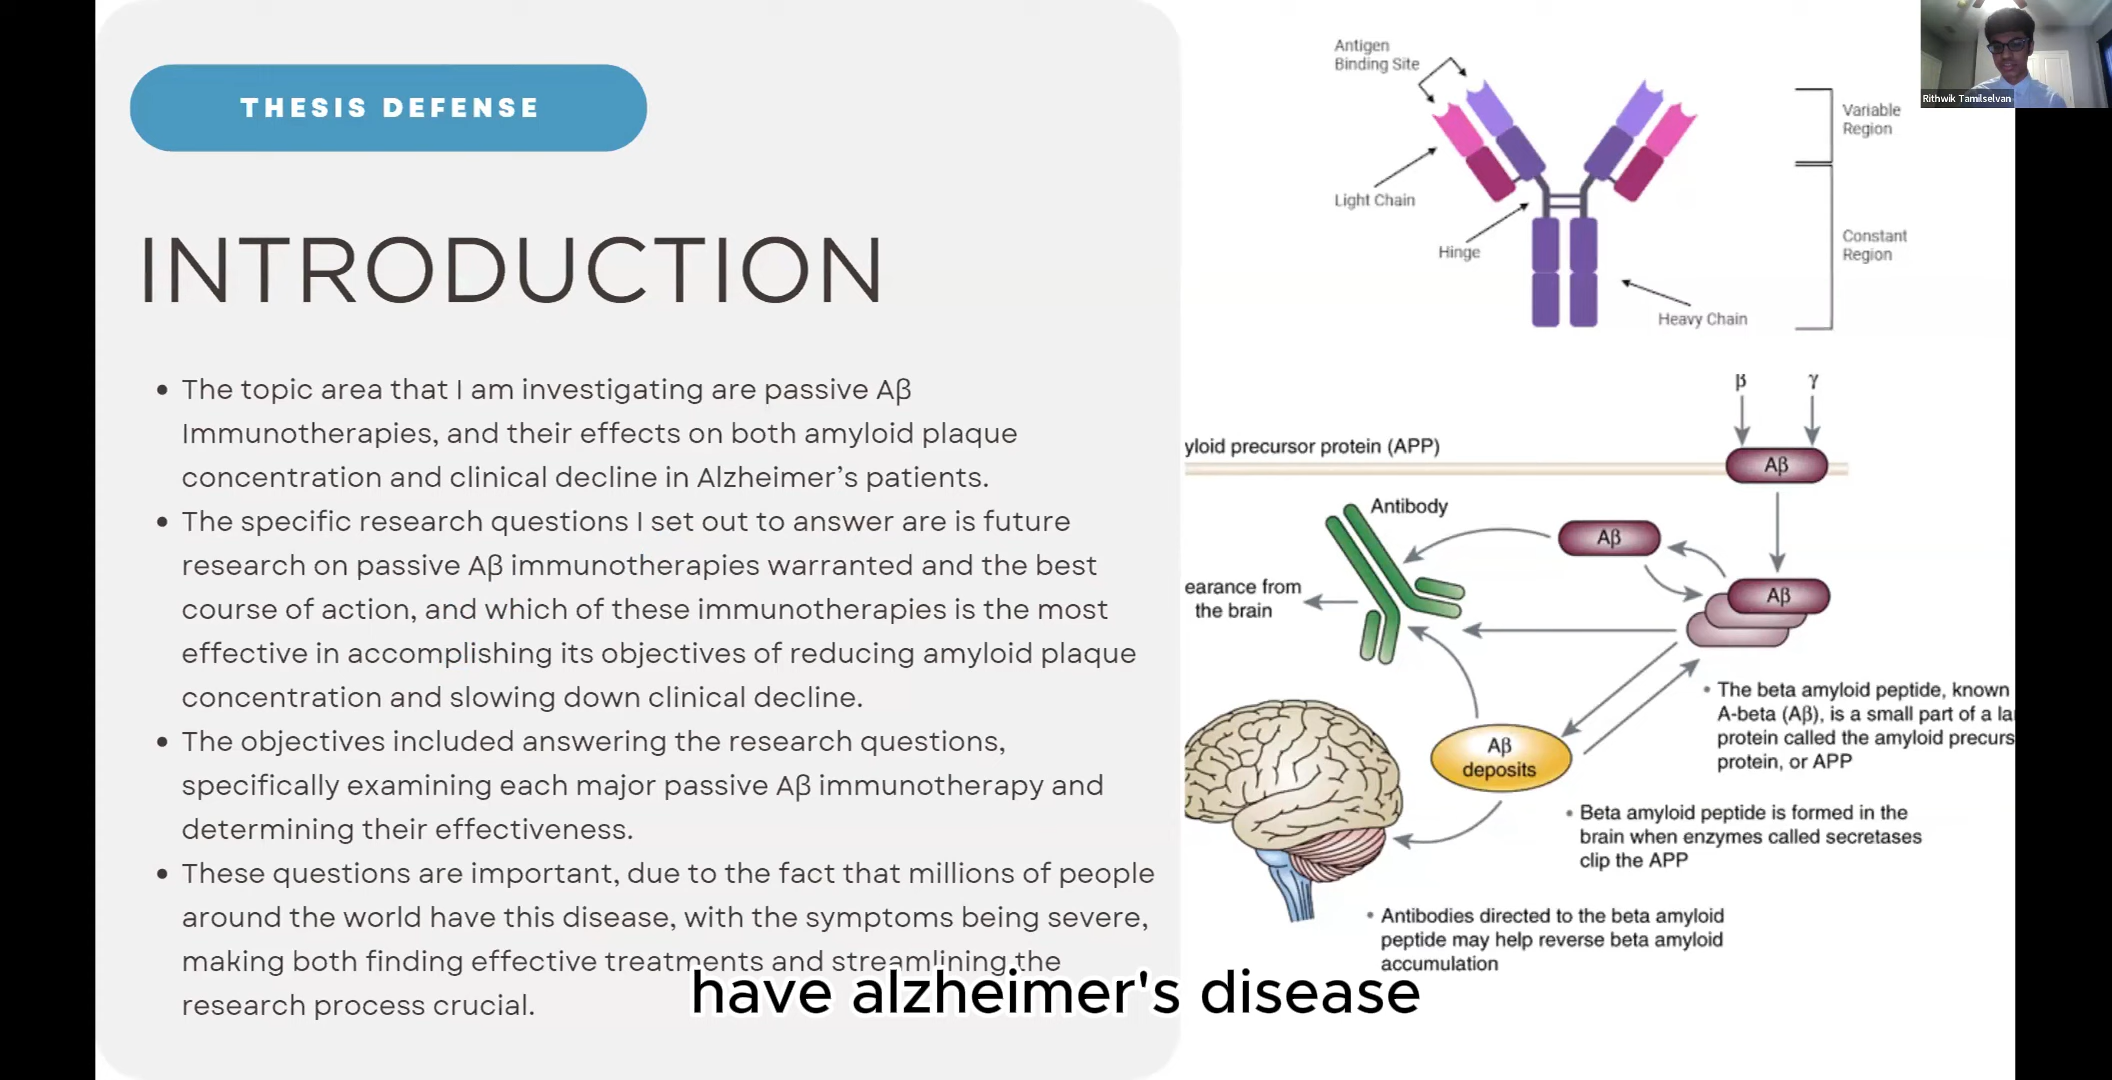 THESIS DEFENSE
INTRODUCTION
• The topic area that I am investigating are passive Aβ
Immunotherapies, and their effects on both amyloid plaque
concentration and clinical decline in Alzheimer’s patients.
• The specific research questions I set out to answer are is future
research on passive Aβ immunotherapies warranted and the best
course of action, and which of these immunotherapies is the most
effective in accomplishing its objectives of reducing amyloid plaque
concentration and slowing down clinical decline.
• The objectives included answering the research questions,
specifically examining each major passive Aβ immunotherapy and
determining their effectiveness.
• These questions are important, due to the fact that millions of people
around the world have this disease, with the symptoms being severe,
making both finding effective treatments and streamlining the
research process crucial.
Antigen
Binding Site
Light Chain
Hinge
Heavy Chain
Variable
Region
Constant
Region
Rithwik Tamilselvan
β γ
yloid precursor protein (APP)
Aβ
Antibody
Aβ
Aβ
earance from
the brain
Aβ
deposits
• The beta amyloid peptide, known
A-beta (Aβ), is a small part of a la
protein called the amyloid precurs
protein, or APP
• Beta amyloid peptide is formed in the
brain when enzymes called secretases
clip the APP
• Antibodies directed to the beta amyloid
peptide may help reverse beta amyloid
accumulation
have alzheimer's disease